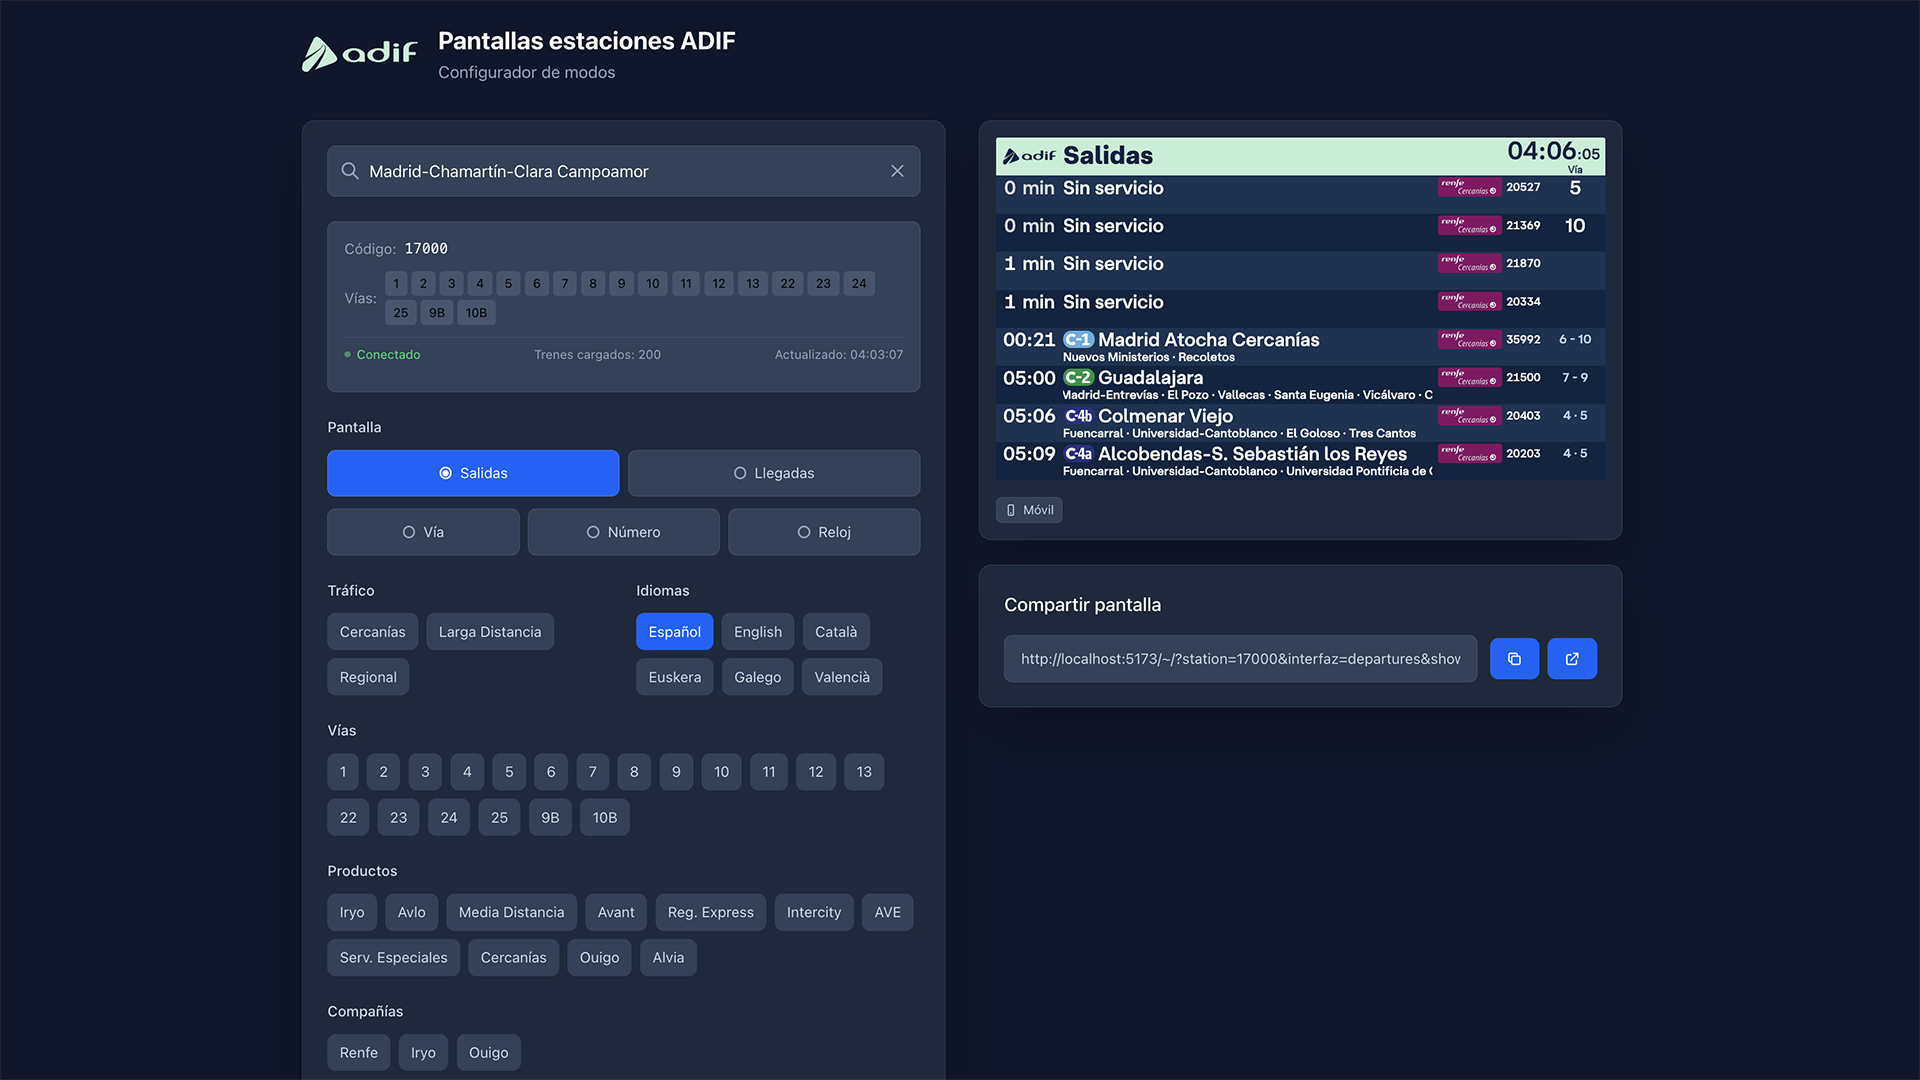 adif
Pantallas estaciones ADIF
Configurador de modos
Madrid-Chamartín-Clara Campoamor
Código: 17000
Vías:
1 2 3 4 5 6 7 8 9 10 11 12 13 22 23 24
25 9B 10B
Conectado
Trenes cargados: 200
Actualizado: 04:03:07
Pantalla
Salidas
Llegadas
Vía
Número
Reloj
Tráfico
Cercanías
Larga Distancia
Regional
Idiomas
Español
English
Català
Euskera
Galego
Valencià
Vías
1 2 3 4 5 6 7 8 9 10 11 12 13
22 23 24 25 9B 10B
Productos
Iryo Avlo Media Distancia Avant Reg. Express Intercity AVE
Serv. Especiales Cercanías Ouigo Alvia
Compañías
Renfe Iryo Ouigo
adif Salidas 04:06:05
Vía
0 min Sin servicio renfe Cercanías 20527 5
0 min Sin servicio renfe Cercanías 21369 10
1 min Sin servicio renfe Cercanías 21870
1 min Sin servicio renfe Cercanías 20334
00:21 C-1 Madrid Atocha Cercanías renfe Cercanías 35992 6 - 10
Nuevos Ministerios · Recoletos
05:00 C-2 Guadalajara renfe Cercanías 21500 7 - 9
Madrid-Entrevías · El Pozo · Vallecas · Santa Eugenia · Vicálvaro · C
05:06 C-4b Colmenar Viejo renfe Cercanías 20403 4 · 5
Fuencarral · Universidad-Cantoblanco · El Goloso · Tres Cantos
05:09 C-4a Alcobendas-S. Sebastián los Reyes renfe Cercanías 20203 4 · 5
Fuencarral · Universidad-Cantoblanco · Universidad Pontificia de
Móvil
Compartir pantalla
http://localhost:5173/~/?station=17000&interfaz=departures&show